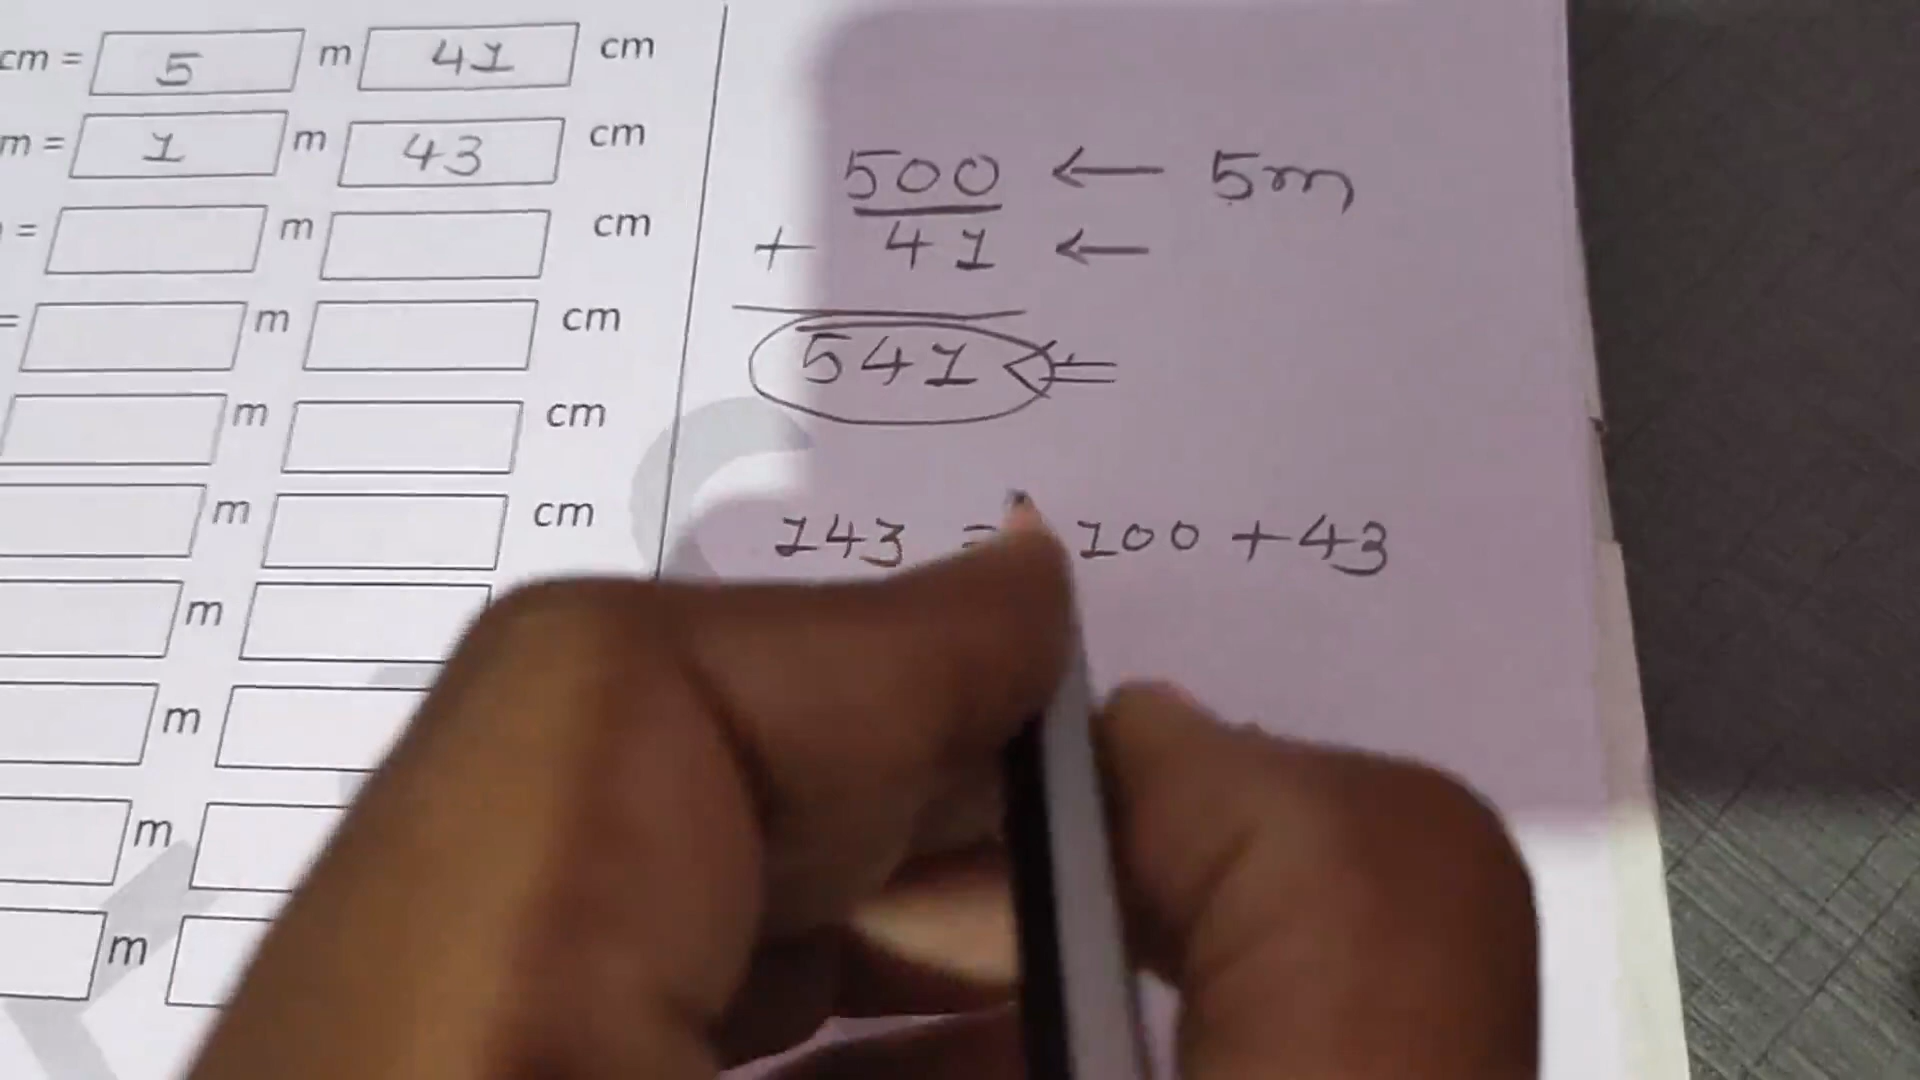 cm = 5 m 41 cm
m = 1 m 43 cm
= m cm
= m cm
m cm
m cm
m
m
m
m
500 ← 5m
+ 41 ←
541 ⇐
143 = 100 + 43